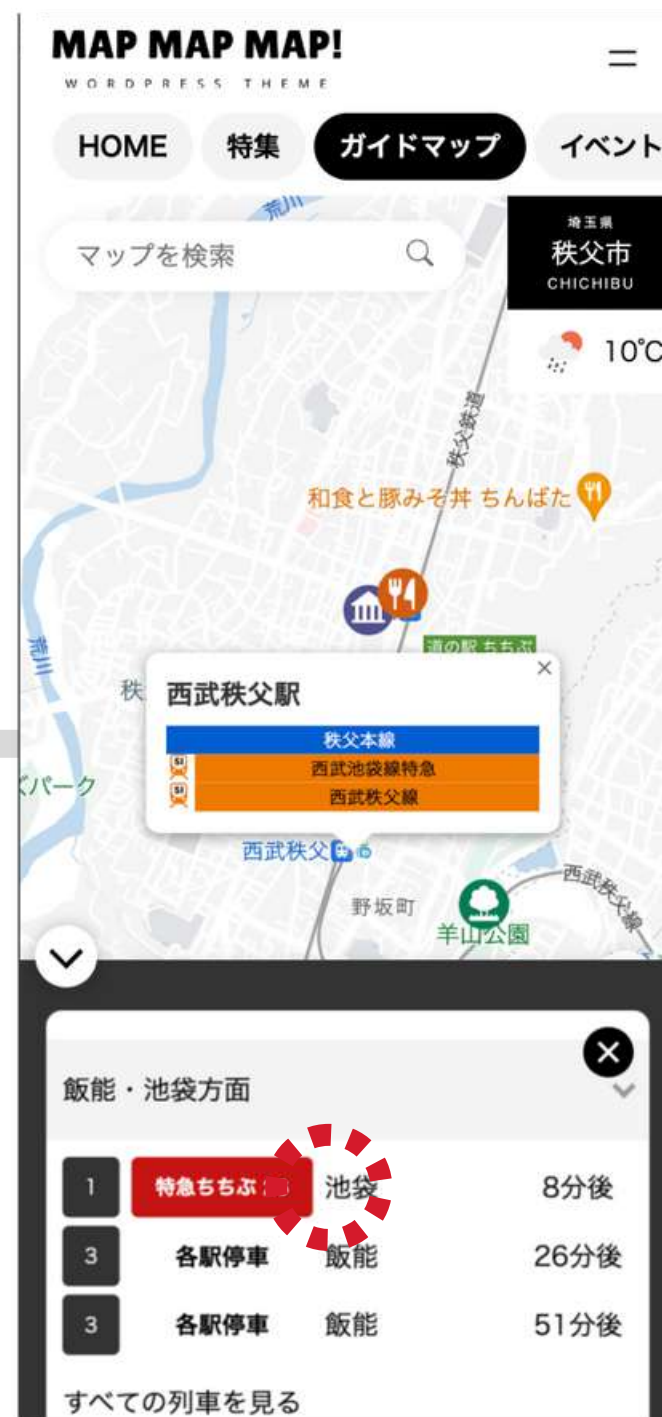 MAP MAP MAP!
WORDPRESS THEME
HOME 特集 ガイドマップ イベント
荒川
マップを検索
埼玉県
秩父市
CHICHIBU
10℃
秩父鉄道
和食と豚みそ丼 ちんばた
道の駅 ちちぶ
荒川
秩
西武秩父駅
×
秩父本線
SI 西武池袋線特急
SI 西武秩父線
ズパーク
西武秩父
西武秩父線
野坂町
羊山公園
飯能・池袋方面
1 特急ちちぶ 池袋 8分後
3 各駅停車 飯能 26分後
3 各駅停車 飯能 51分後
すべての列車を見る